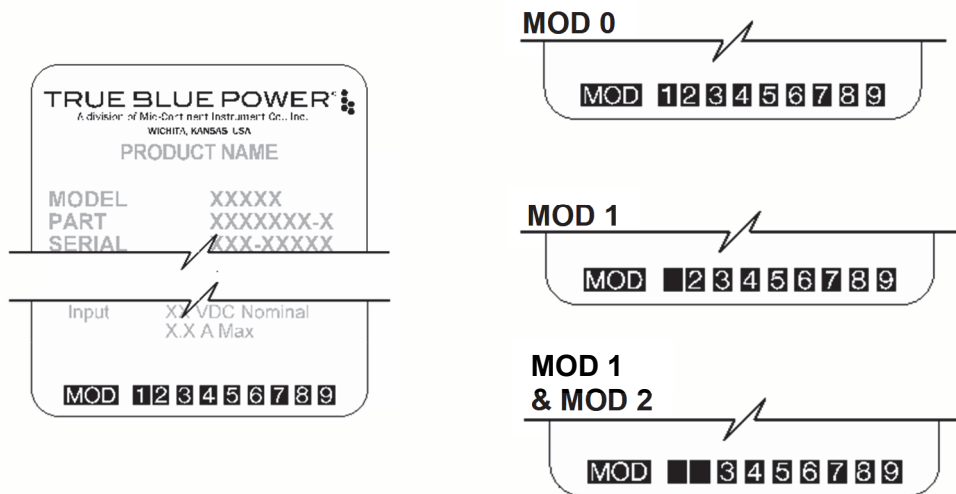 TRUE BLUE POWER®
A division of Mid-Continent Instrument Co., Inc.
WICHITA, KANSAS USA
PRODUCT NAME
MODEL XXXXX
PART XXXXXXX-X
SERIAL XXX-XXXXX
Input XX VDC Nominal
X.X A Max
MOD 1 2 3 4 5 6 7 8 9
MOD 0
MOD 1 2 3 4 5 6 7 8 9
MOD 1
MOD 2 3 4 5 6 7 8 9
MOD 1
& MOD 2
MOD 3 4 5 6 7 8 9